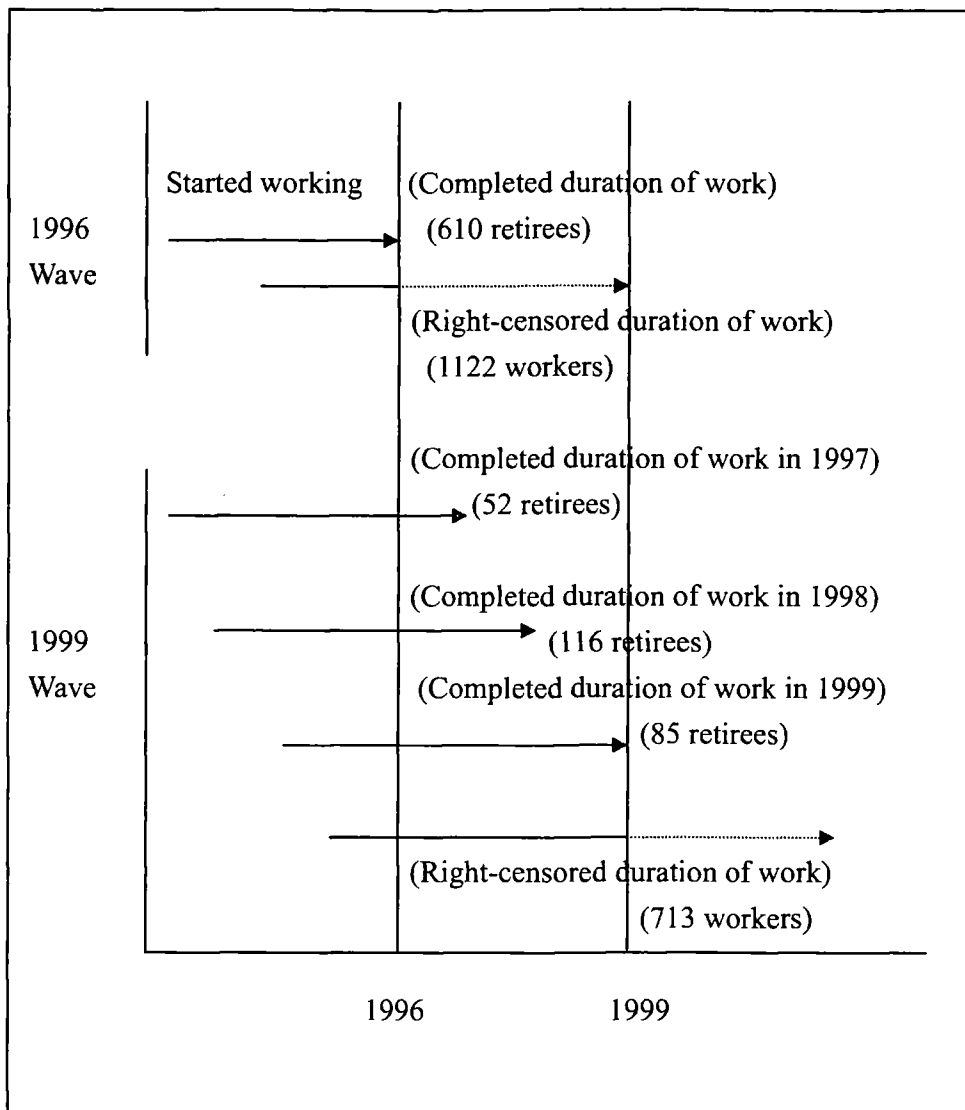 Started working
(Completed duration of work)
(610 retirees)
1996
Wave
(Right-censored duration of work)
(1122 workers)
(Completed duration of work in 1997)
(52 retirees)
(Completed duration of work in 1998)
(116 retirees)
1999
Wave
(Completed duration of work in 1999)
(85 retirees)
(Right-censored duration of work)
(713 workers)
1996
1999